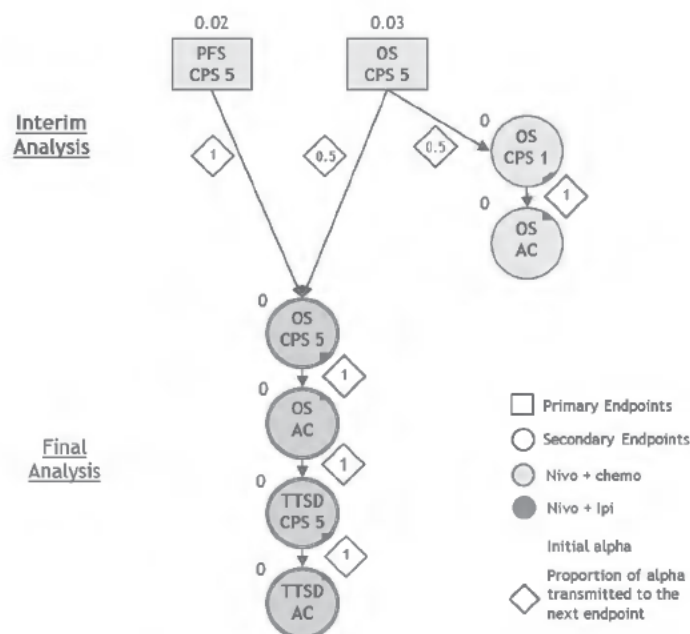 0.02
0.03
PFS
CPS 5
OS
CPS 5
Interim
Analysis
1
0.5
0.5
0
OS
CPS 1
1
0
OS
AC
0
OS
CPS 5
1
0
OS
AC
1
0
TTSD
CPS 5
1
0
TTSD
AC
Final
Analysis
Primary Endpoints
Secondary Endpoints
Nivo + chemo
Nivo + Ipi
Initial alpha
Proportion of alpha
transmitted to the
next endpoint